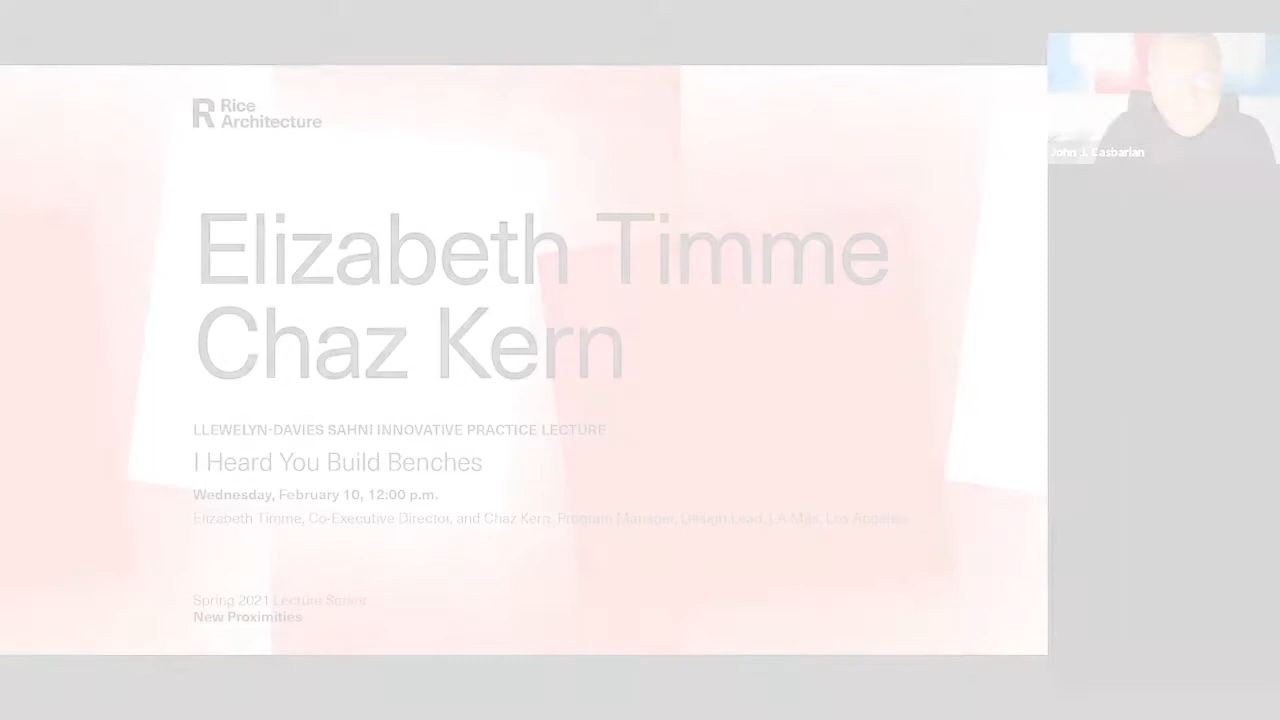 Rice
Architecture
Elizabeth Timme
Chaz Kern
LLEWELYN-DAVIES SAHNI INNOVATIVE PRACTICE LECTURE
I Heard You Build Benches
Wednesday, February 10, 12:00 p.m.
Elizabeth Timme, Co-Executive Director, and Chaz Kern, Program Manager, Design Lead, LA-Más, Los Angeles
Spring 2021 Lecture Series
New Proximities
John J. Casbarian